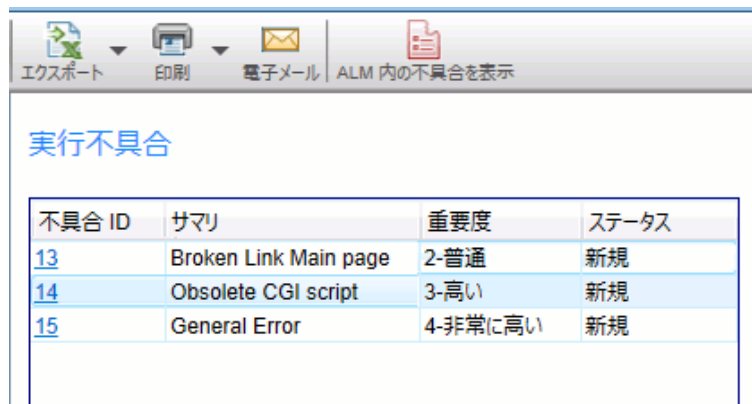 エクスポート 印刷 電子メール ALM 内の不具合を表示
実行不具合
不具合 ID サマリ 重要度 ステータス
13 Broken Link Main page 2-普通 新規
14 Obsolete CGI script 3-高い 新規
15 General Error 4-非常に高い 新規